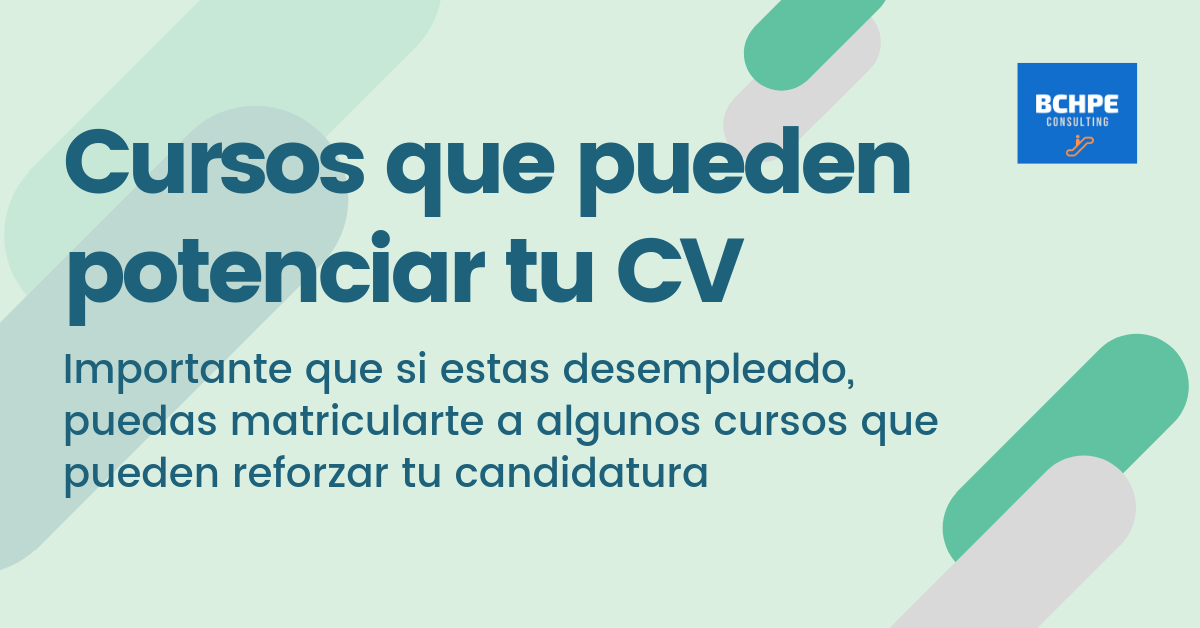 BCHPE
CONSULTING
Cursos que pueden
potenciar tu CV
Importante que si estas desempleado,
puedas matricularte a algunos cursos que
pueden reforzar tu candidatura